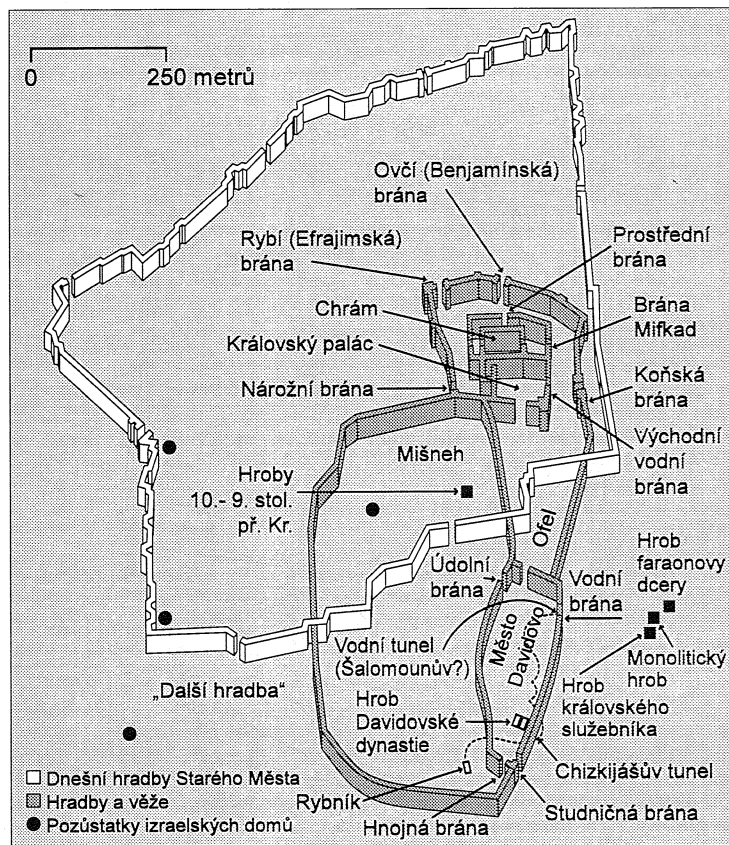 0 250 metrů
Ovčí (Benjamínská)
brána
Rybí (Efrajimská)
brána
Prostřední
brána
Chrám
Brána
Mifkad
Královský palác
Nárožní brána
Koňská
brána
Mišneh
Východní
vodní
brána
Hroby
10.- 9. stol.
př. Kr.
Ofel
Údolní
brána
Vodní
brána
Hrob
faraonovy
dcery
Město
Davidovo
Vodní tunel
(Šalomounův?)
Monolitický
hrob
„Další hradba“
Hrob
Davidovské
dynastie
Hrob
královského
služebníka
Chizkijášův tunel
Rybník
Hnojná brána
Studničná brána
Dnešní hradby Starého Města
Hradby a věže
Pozůstatky izraelských domů